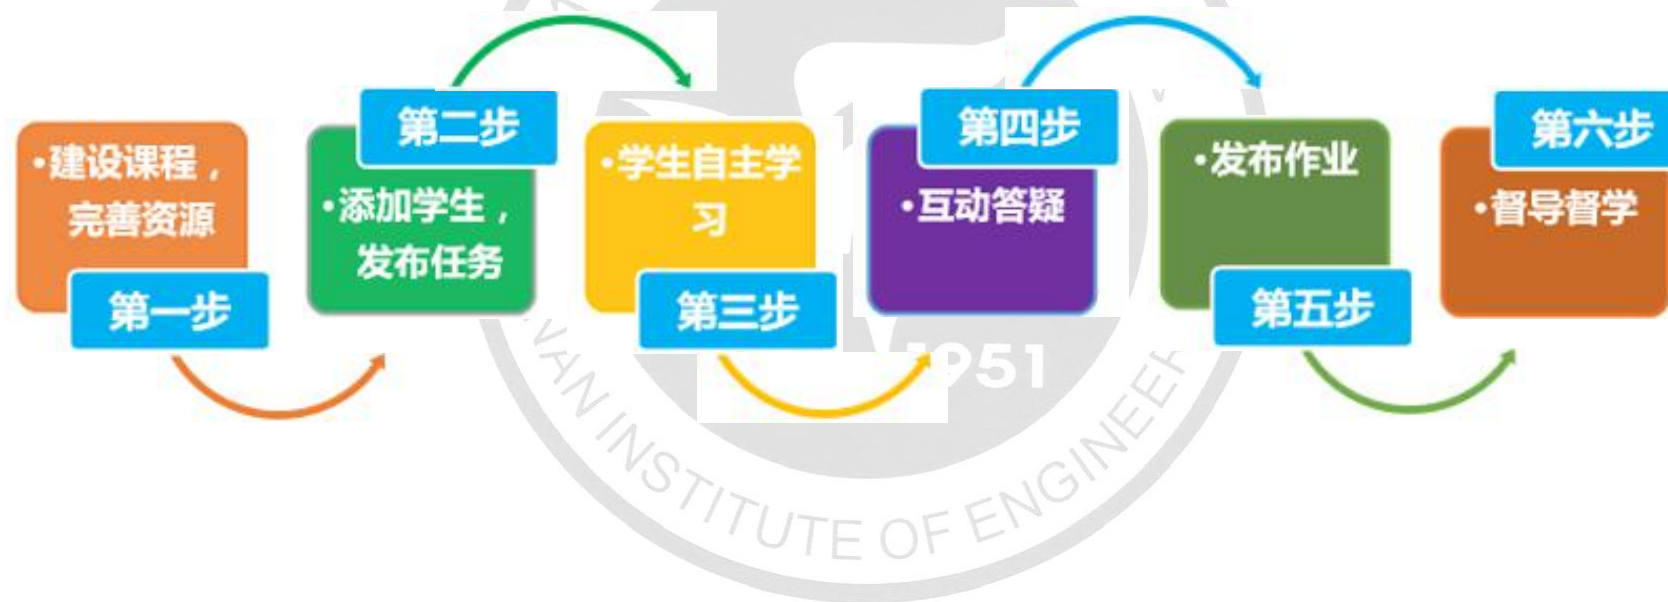 •建设课程，
完善资源
第一步
第二步
•添加学生，
发布任务
•学生自主学
习
第三步
第四步
•互动答疑
•发布作业
第五步
第六步
•督导督学
1951
INSTITUTE OF ENGINEER